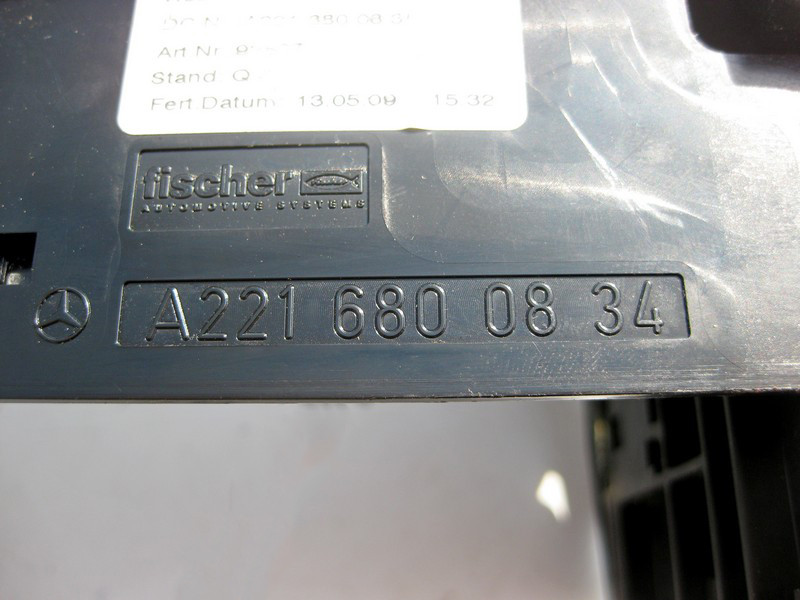 Art Nr.
Stand Q
Fert Datum 13.05.09 15:32
fischer
AUTOMOTIVE SYSTEMS
A221 680 08 34